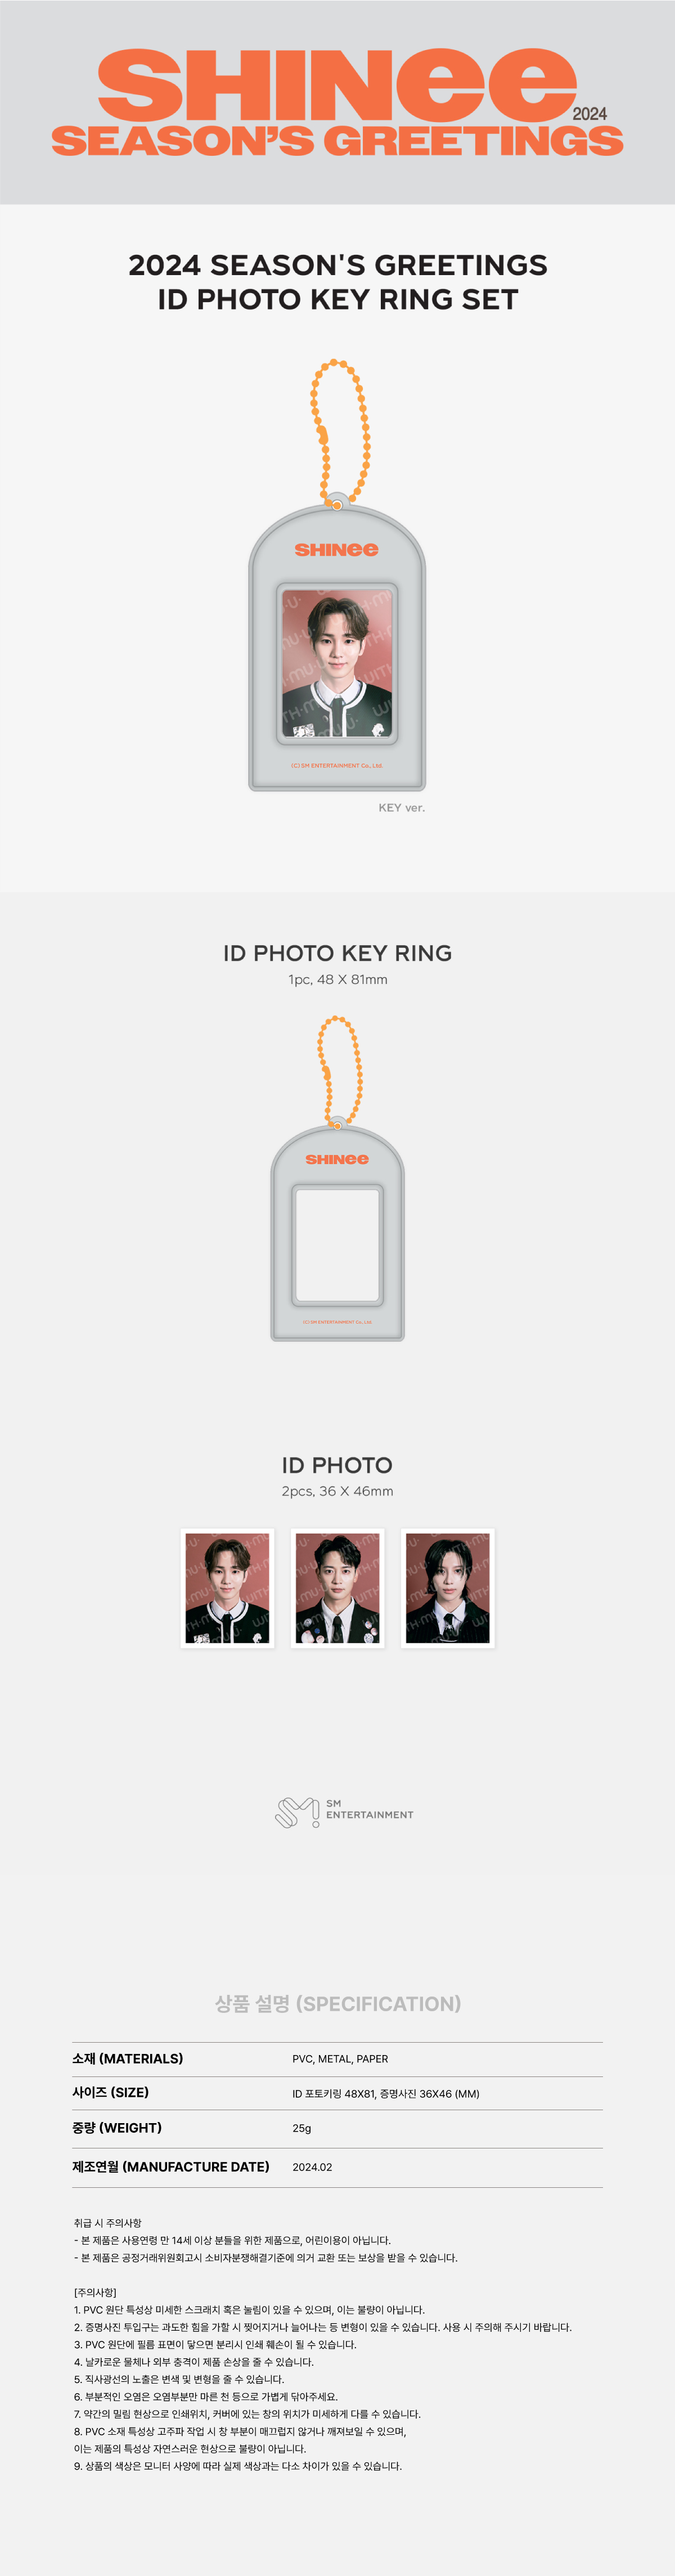 SHINee
2024
SEASON'S GREETINGS
2024 SEASON'S GREETINGS
ID PHOTO KEY RING SET
SHINee
WITH·MUU·
(C) SM ENTERTAINMENT Co., Ltd.
KEY ver.
ID PHOTO KEY RING
1pc, 48 X 81mm
SHINee
(C) SM ENTERTAINMENT Co., Ltd.
ID PHOTO
2pcs, 36 X 46mm
SM
ENTERTAINMENT
상품 설명 (SPECIFICATION)
소재 (MATERIALS) PVC, METAL, PAPER
사이즈 (SIZE) ID 포토키링 48X81, 증명사진 36X46 (MM)
중량 (WEIGHT) 25g
제조연월 (MANUFACTURE DATE) 2024.02
취급 시 주의사항
- 본 제품은 사용연령 만 14세 이상 분들을 위한 제품으로, 어린이용이 아닙니다.
- 본 제품은 공정거래위원회고시 소비자분쟁해결기준에 의거 교환 또는 보상을 받을 수 있습니다.
[주의사항]
1. PVC 원단 특성상 미세한 스크래치 혹은 눌림이 있을 수 있으며, 이는 불량이 아닙니다.
2. 증명사진 투입구는 과도한 힘을 가할 시 찢어지거나 늘어나는 등 변형이 있을 수 있습니다. 사용 시 주의해 주시기 바랍니다.
3. PVC 원단에 필름 표면이 닿으면 분리시 인쇄 훼손이 될 수 있습니다.
4. 날카로운 물체나 외부 충격이 제품 손상을 줄 수 있습니다.
5. 직사광선의 노출은 변색 및 변형을 줄 수 있습니다.
6. 부분적인 오염은 오염부분만 마른 천 등으로 가볍게 닦아주세요.
7. 약간의 밀림 현상으로 인쇄위치, 커버에 있는 창의 위치가 미세하게 다를 수 있습니다.
8. PVC 소재 특성상 고주파 작업 시 창 부분이 매끄럽지 않거나 깨져보일 수 있으며,
이는 제품의 특성상 자연스러운 현상으로 불량이 아닙니다.
9. 상품의 색상은 모니터 사양에 따라 실제 색상과는 다소 차이가 있을 수 있습니다.